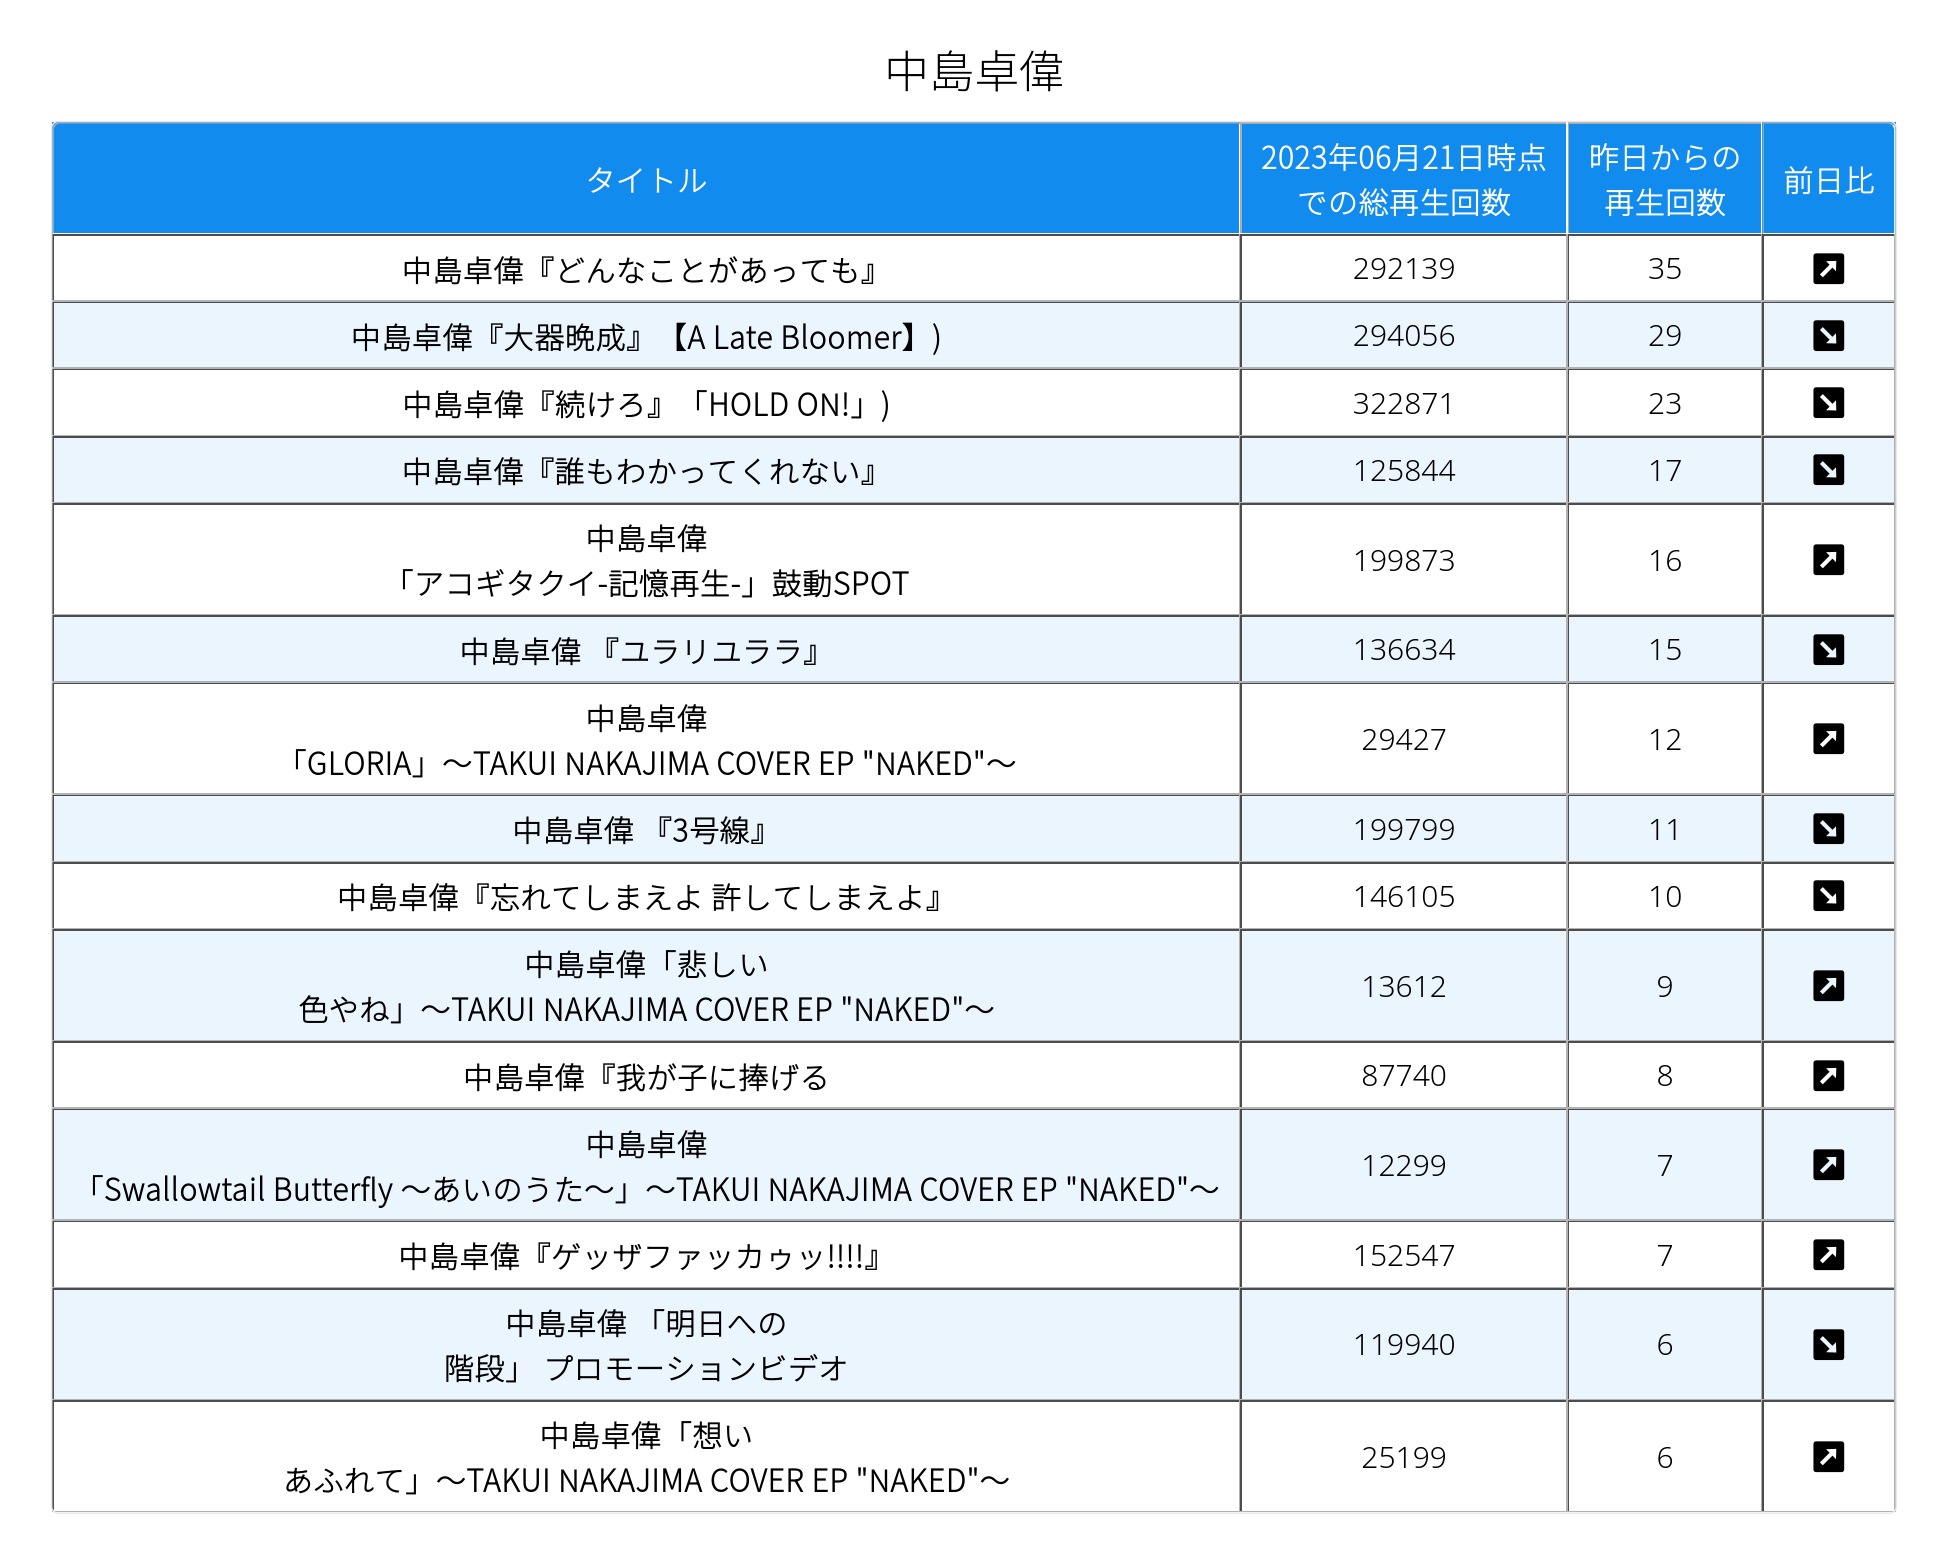 中島卓偉
タイトル
2023年06月21日時点
での総再生回数
昨日からの
再生回数
前日比
中島卓偉『どんなことがあっても』
292139
35
中島卓偉『大器晩成』【A Late Bloomer】)
294056
29
中島卓偉『続けろ』「HOLD ON!」)
322871
23
中島卓偉『誰もわかってくれない』
125844
17
中島卓偉
「アコギタクイ-記憶再生-」鼓動SPOT
199873
16
中島卓偉 『ユラリユララ』
136634
15
中島卓偉
「GLORIA」～TAKUI NAKAJIMA COVER EP "NAKED"～
29427
12
中島卓偉 『3号線』
199799
11
中島卓偉『忘れてしまえよ 許してしまえよ』
146105
10
中島卓偉「悲しい
色やね」～TAKUI NAKAJIMA COVER EP "NAKED"～
13612
9
中島卓偉『我が子に捧げる
87740
8
中島卓偉
「Swallowtail Butterfly ～あいのうた～」～TAKUI NAKAJIMA COVER EP "NAKED"～
12299
7
中島卓偉『ゲッザファッカゥッ!!!!』
152547
7
中島卓偉 「明日への
階段」 プロモーションビデオ
119940
6
中島卓偉「想い
あふれて」～TAKUI NAKAJIMA COVER EP "NAKED"～
25199
6